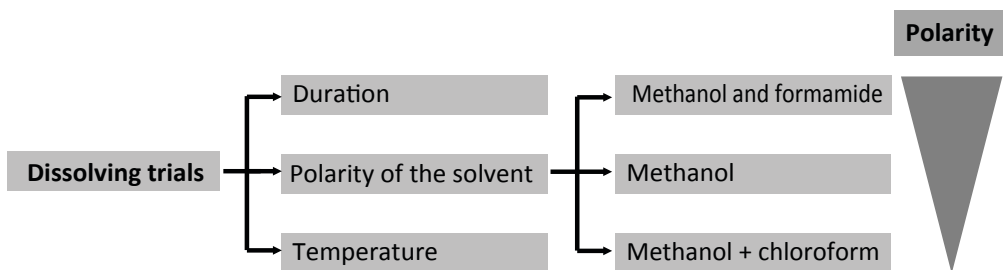 Polarity
Duration
Methanol and formamide
Dissolving trials
Polarity of the solvent
Methanol
Temperature
Methanol + chloroform